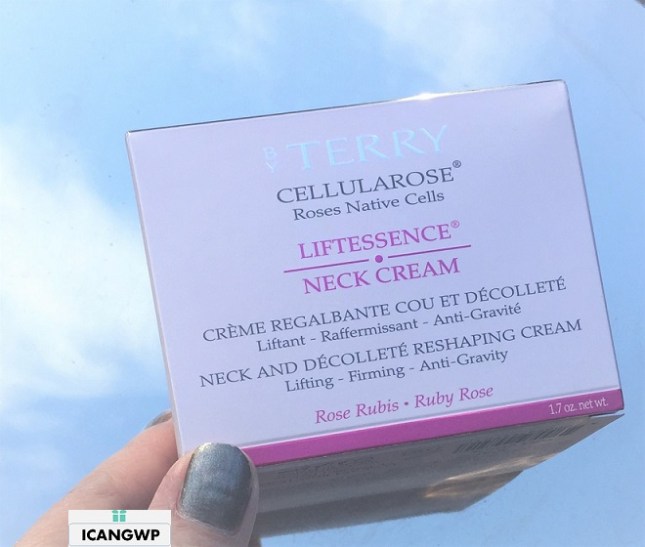 BY TERRY
CELLULAROSE®
Roses Native Cells
LIFTESSENCE®
NECK CREAM
CRÈME REGALBANTE COU ET DÉCOLLETÉ
Liftant - Raffermissant - Anti-Gravité
NECK AND DÉCOLLETÉ RESHAPING CREAM
Lifting - Firming - Anti-Gravity
Rose Rubis • Ruby Rose
1.7 oz. net wt.
ICANGWP